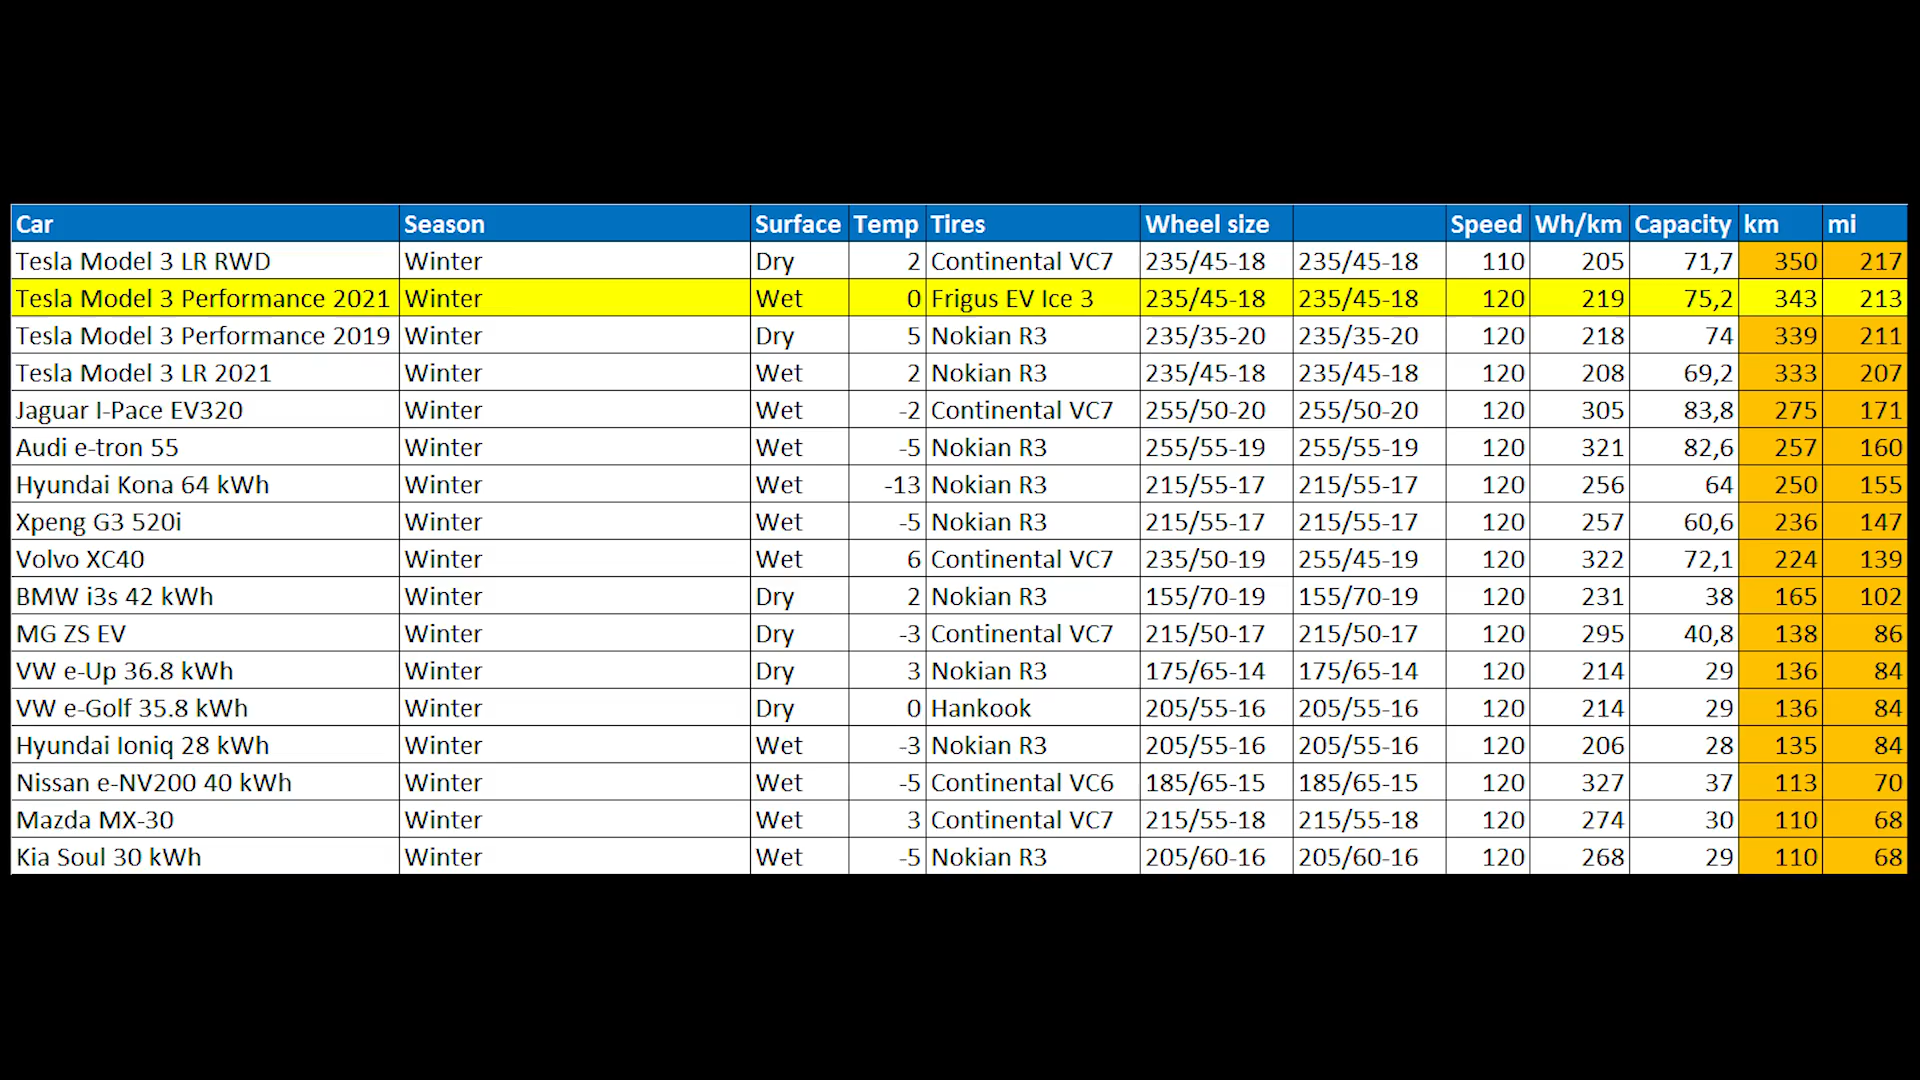 Car Season Surface Temp Tires Wheel size Speed Wh/km Capacity km mi
Tesla Model 3 LR RWD Winter Dry 2 Continental VC7 235/45-18 235/45-18 110 205 71,7 350 217
Tesla Model 3 Performance 2021 Winter Wet 0 Frigus EV Ice 3 235/45-18 235/45-18 120 219 75,2 343 213
Tesla Model 3 Performance 2019 Winter Dry 5 Nokian R3 235/35-20 235/35-20 120 218 74 339 211
Tesla Model 3 LR 2021 Winter Wet 2 Nokian R3 235/45-18 235/45-18 120 208 69,2 333 207
Jaguar I-Pace EV320 Winter Wet -2 Continental VC7 255/50-20 255/50-20 120 305 83,8 275 171
Audi e-tron 55 Winter Wet -5 Nokian R3 255/55-19 255/55-19 120 321 82,6 257 160
Hyundai Kona 64 kWh Winter Wet -13 Nokian R3 215/55-17 215/55-17 120 256 64 250 155
Xpeng G3 520i Winter Wet -5 Nokian R3 215/55-17 215/55-17 120 257 60,6 236 147
Volvo XC40 Winter Wet 6 Continental VC7 235/50-19 255/45-19 120 322 72,1 224 139
BMW i3s 42 kWh Winter Dry 2 Nokian R3 155/70-19 155/70-19 120 231 38 165 102
MG ZS EV Winter Dry -3 Continental VC7 215/50-17 215/50-17 120 295 40,8 138 86
VW e-Up 36.8 kWh Winter Dry 3 Nokian R3 175/65-14 175/65-14 120 214 29 136 84
VW e-Golf 35.8 kWh Winter Dry 0 Hankook 205/55-16 205/55-16 120 214 29 136 84
Hyundai Ioniq 28 kWh Winter Wet -3 Nokian R3 205/55-16 205/55-16 120 206 28 135 84
Nissan e-NV200 40 kWh Winter Wet -5 Continental VC6 185/65-15 185/65-15 120 327 37 113 70
Mazda MX-30 Winter Wet 3 Continental VC7 215/55-18 215/55-18 120 274 30 110 68
Kia Soul 30 kWh Winter Wet -5 Nokian R3 205/60-16 205/60-16 120 268 29 110 68